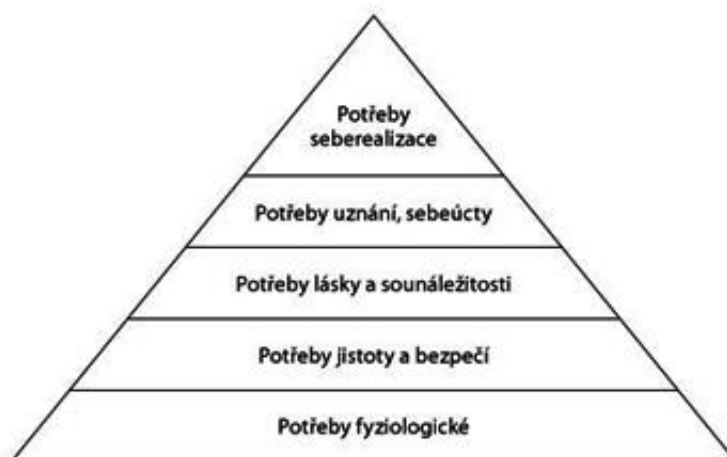 Potřeby
seberealizace
Potřeby uznání, sebeúcty
Potřeby lásky a sounáležitosti
Potřeby jistoty a bezpečí
Potřeby fyziologické